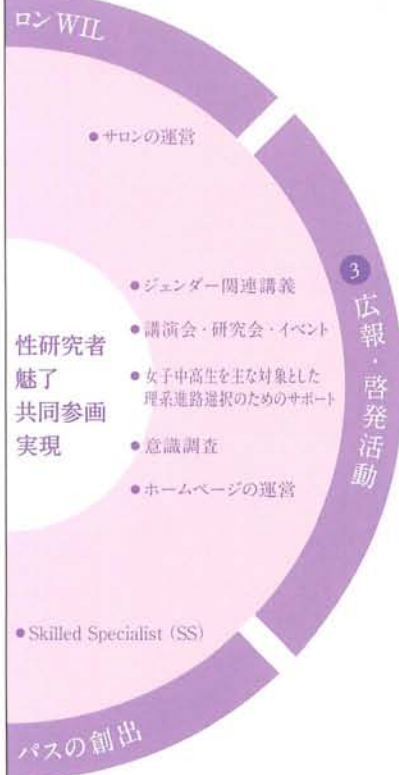 ロン WIL
● サロンの運営
3 広報・啓発活動
● ジェンダー関連講義
● 講演会・研究会・イベント
● 女子中高生を主な対象とした
理系進路選択のためのサポート
● 意識調査
● ホームページの運営
性研究者
魅了
共同参画
実現
● Skilled Specialist (SS)
パスの創出